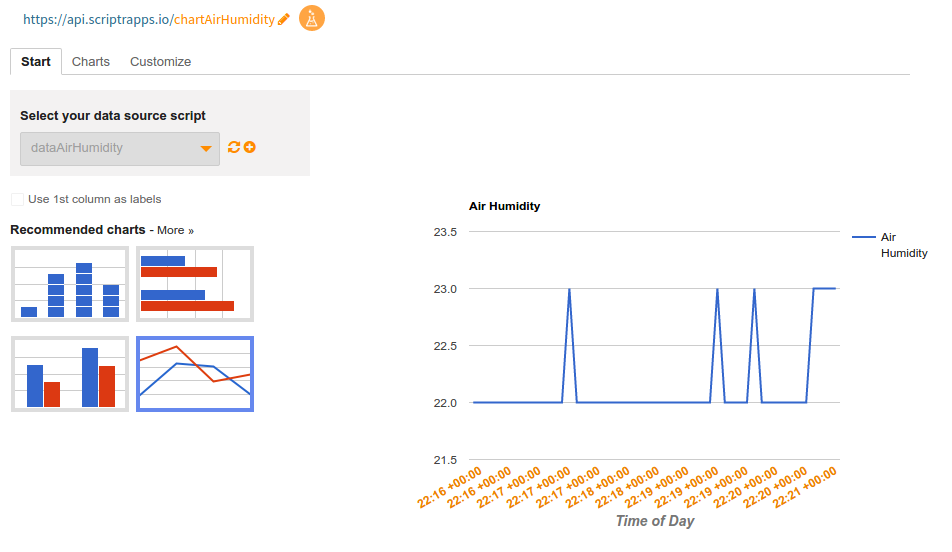 https://api.scriptrapps.io/chartAirHumidity
Start
Charts
Customize
Select your data source script
dataAirHumidity
Use 1st column as labels
Recommended charts - More »
Air Humidity
23.5
23.0
22.5
22.0
21.5
Air
Humidity
22:16 +00:00
22:16 +00:00
22:17 +00:00
22:17 +00:00
22:17 +00:00
22:18 +00:00
22:18 +00:00
22:19 +00:00
22:19 +00:00
22:19 +00:00
22:20 +00:00
22:20 +00:00
22:21 +00:00
Time of Day